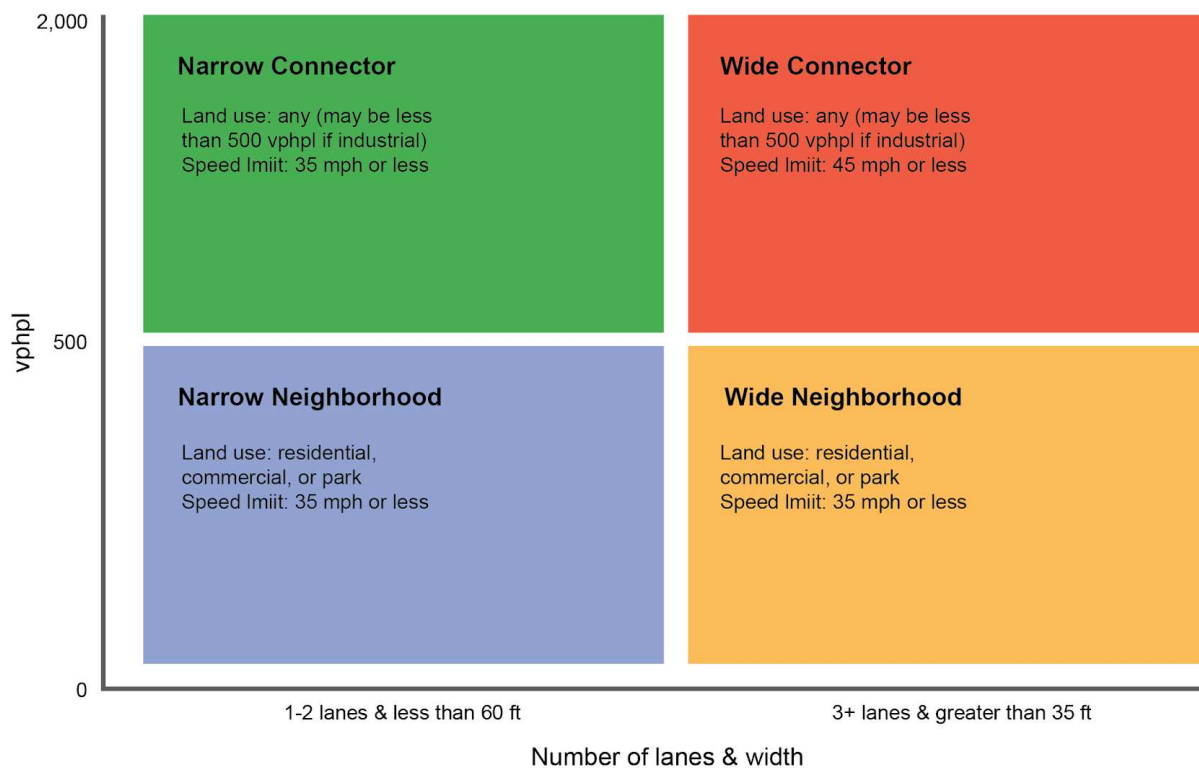 2,000
Narrow Connector
Land use: any (may be less
than 500 vphpl if industrial)
Speed lmiit: 35 mph or less
Wide Connector
Land use: any (may be less
than 500 vphpl if industrial)
Speed lmiit: 45 mph or less
vphpl
500
Narrow Neighborhood
Land use: residential,
commercial, or park
Speed lmiit: 35 mph or less
Wide Neighborhood
Land use: residential,
commercial, or park
Speed lmiit: 35 mph or less
0
1-2 lanes & less than 60 ft
3+ lanes & greater than 35 ft
Number of lanes & width